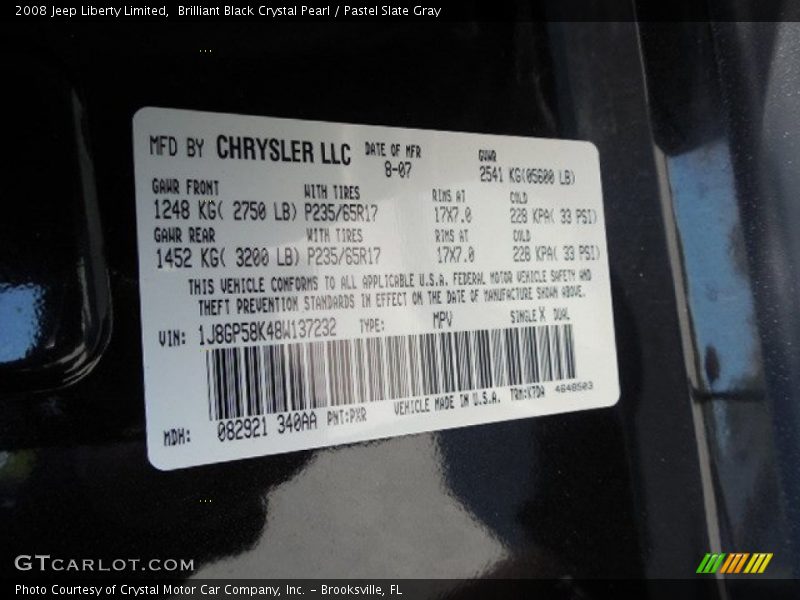 2008 Jeep Liberty Limited, Brilliant Black Crystal Pearl / Pastel Slate Gray
MFD BY CHRYSLER LLC DATE OF MFR GVWR
8-07 2541 KG(05600 LB)
GAWR FRONT WITH TIRES RIMS AT COLD
1248 KG( 2750 LB) P235/65R17 17X7.0 228 KPA( 33 PSI)
GAWR REAR WITH TIRES RIMS AT COLD
1452 KG( 3200 LB) P235/65R17 17X7.0 228 KPA( 33 PSI)
THIS VEHICLE CONFORMS TO ALL APPLICABLE U.S.A. FEDERAL MOTOR VEHICLE SAFETY AND
THEFT PREVENTION STANDARDS IN EFFECT ON THE DATE OF MANUFACTURE SHOWN ABOVE.
VIN: 1J8GP58K48W137232 TYPE: MPV SINGLE X DUAL
MDH: 082921 340AA PNT:PXR VEHICLE MADE IN U.S.A. TRM:K7DA 4648503
GTCARLOT.COM
Photo Courtesy of Crystal Motor Car Company, Inc. – Brooksville, FL